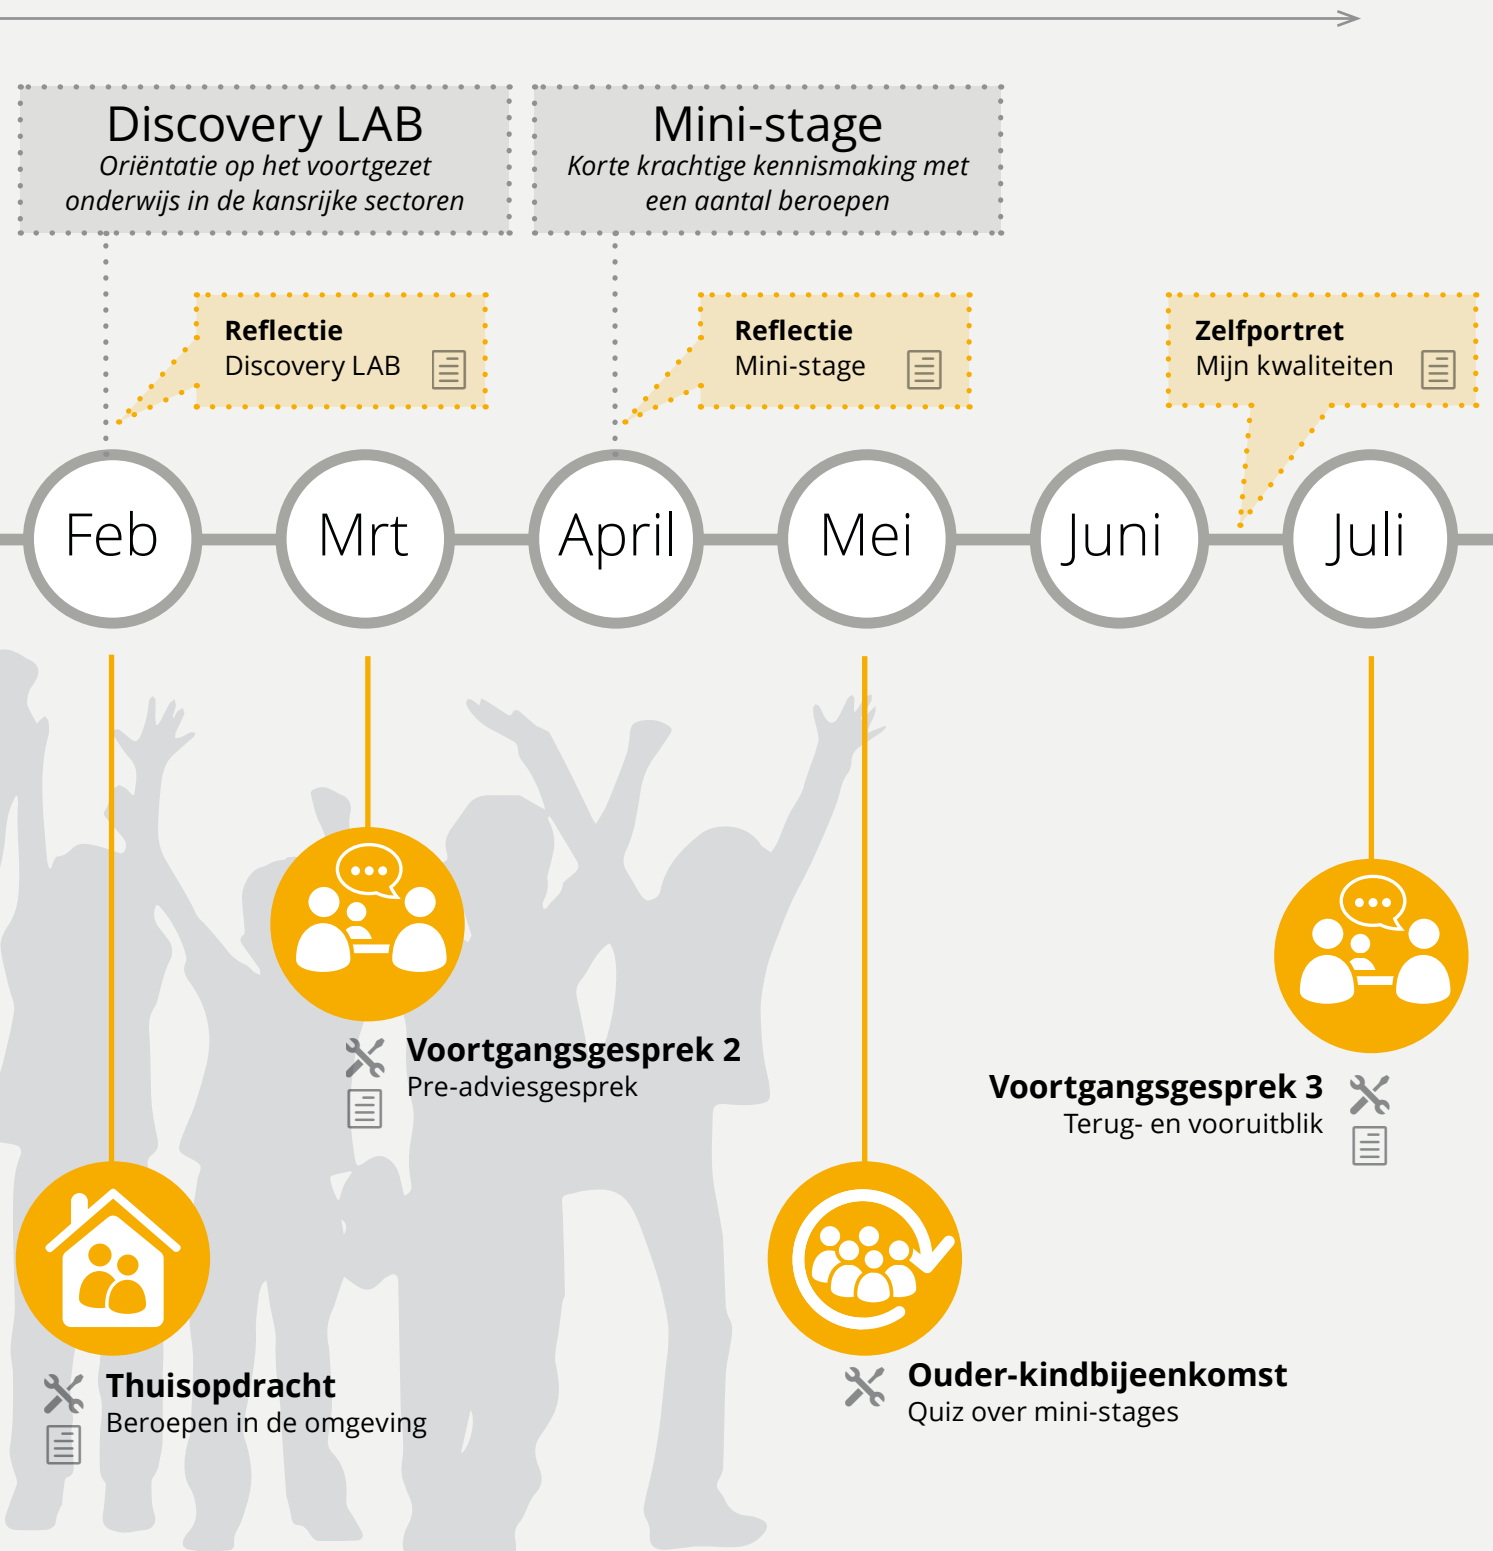 Discovery LAB
Oriëntatie op het voortgezet
onderwijs in de kansrijke sectoren
Mini-stage
Korte krachtige kennismaking met
een aantal beroepen
Reflectie
Discovery LAB
Reflectie
Mini-stage
Zelfportret
Mijn kwaliteiten
Feb
Mrt
April
Mei
Juni
Juli
Voortgangsgesprek 2
Pre-adviesgesprek
Voortgangsgesprek 3
Terug- en vooruitblik
Thuisopdracht
Beroepen in de omgeving
Ouder-kindbijeenkomst
Quiz over mini-stages